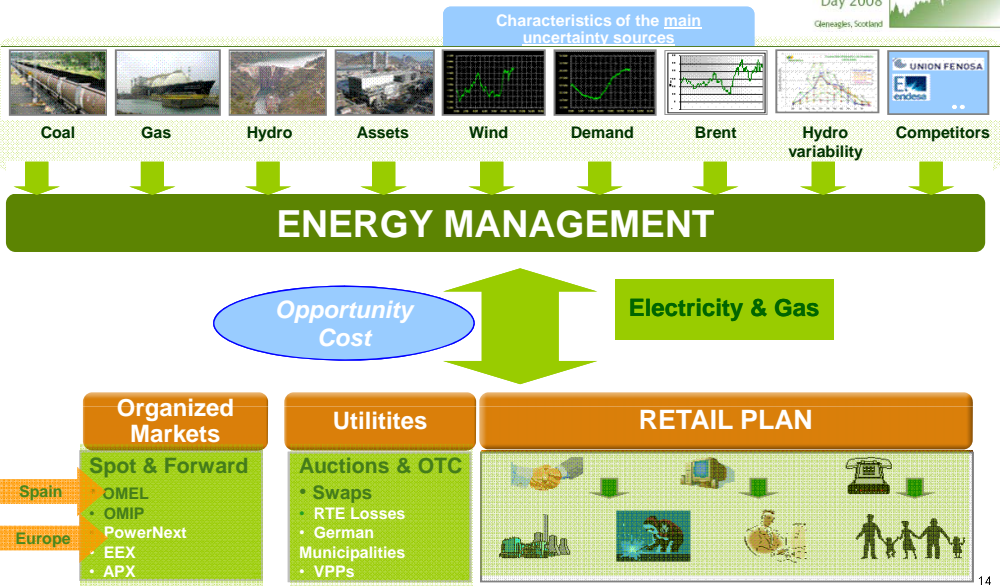 Day 2008
Gleneagles, Scotland
Characteristics of the main
uncertainty sources
UNION FENOSA
endesa
Coal
Gas
Hydro
Assets
Wind
Demand
Brent
Hydro
variability
Competitors
ENERGY MANAGEMENT
Opportunity
Cost
Electricity & Gas
Organized
Markets
Utilitites
RETAIL PLAN
Spot & Forward
• OMEL
• OMIP
• PowerNext
• EEX
• APX
Spain
Europe
Auctions & OTC
• Swaps
• RTE Losses
• German
Municipalities
• VPPs
14